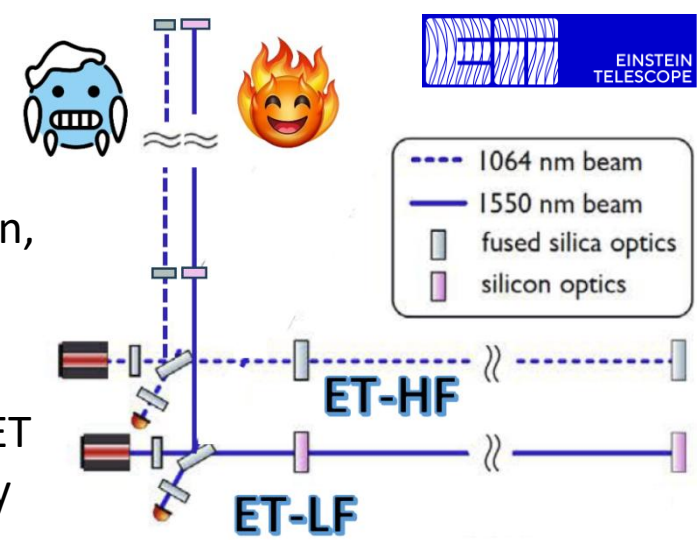 EINSTEIN
TELESCOPE
1064 nm beam
1550 nm beam
fused silica optics
silicon optics
n,
ET-HF
ET
y
ET-LF